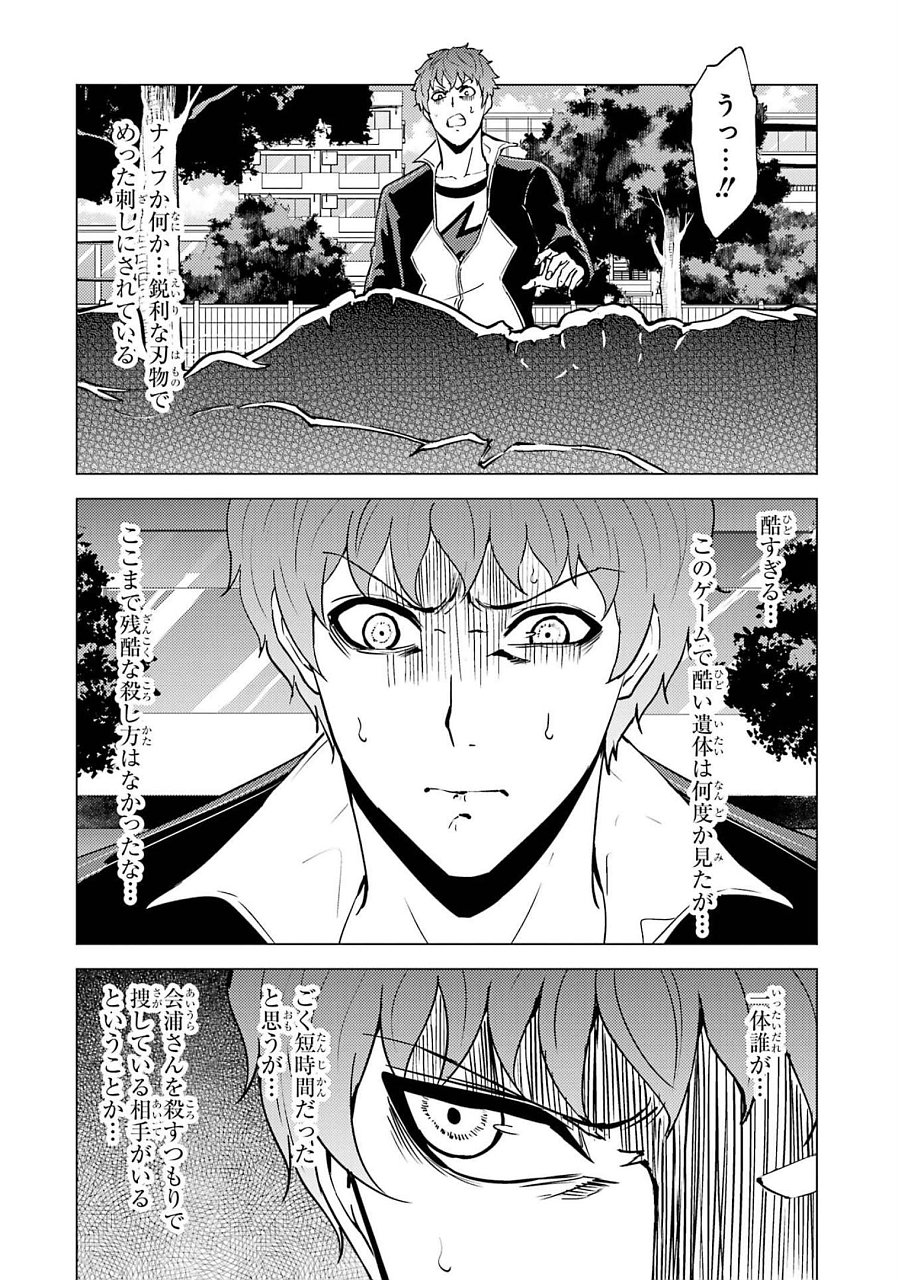 うっ…!!
ナイフか何か…鋭利な刃物で
めった刺しにされている
酷すぎる…
このゲームで酷い遺体は何度か見たが…
ここまで残酷な殺し方はなかったな…
一体誰が…
ごく短時間だった
と思うが…
会浦さんを殺すつもりで
捜している相手がいる
ということか…